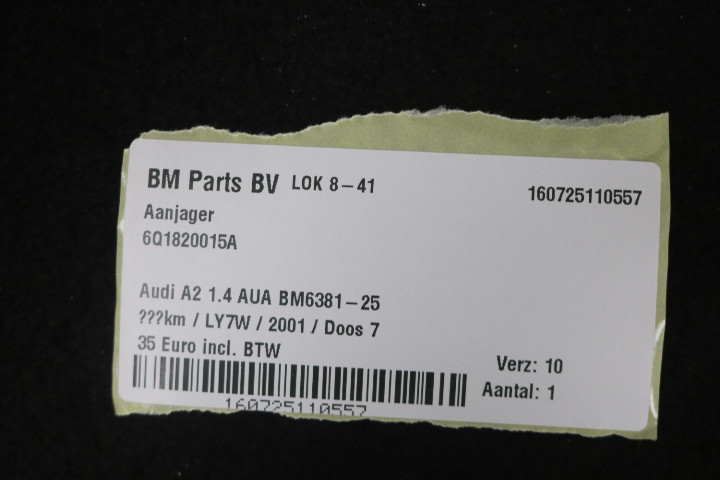 BM Parts BV LOK 8-41
160725110557
Aanjager
6Q1820015A
Audi A2 1.4 AUA BM6381-25
???km / LY7W / 2001 / Doos 7
35 Euro incl. BTW
Verz: 10
Aantal: 1
160725110557